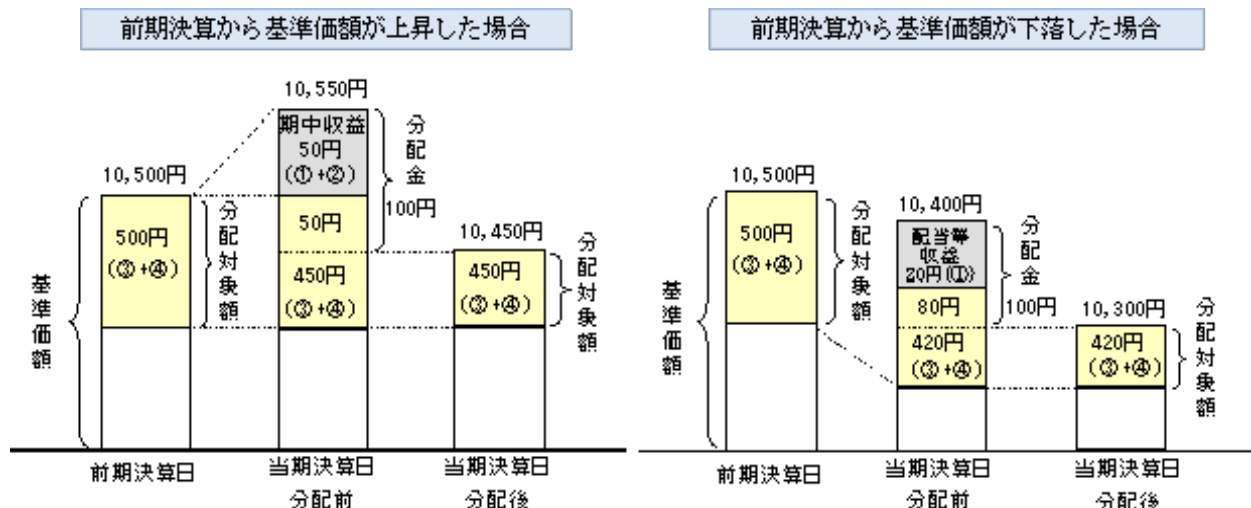 前期決算から基準価額が上昇した場合
10,550円
期中収益
50円
(①+②)
分配金
100円
10,500円
500円
(③+④)
分配対象額
50円
450円
(③+④)
10,450円
450円
(③+④)
分配対象額
基準価額
前期決算日
当期決算日
分配前
当期決算日
分配後
前期決算から基準価額が下落した場合
10,500円
500円
(③+④)
分配対象額
10,400円
配当等
収益
20円(①)
分配金
100円
80円
420円
(③+④)
10,300円
420円
(③+④)
分配対象額
基準価額
前期決算日
当期決算日
分配前
当期決算日
分配後